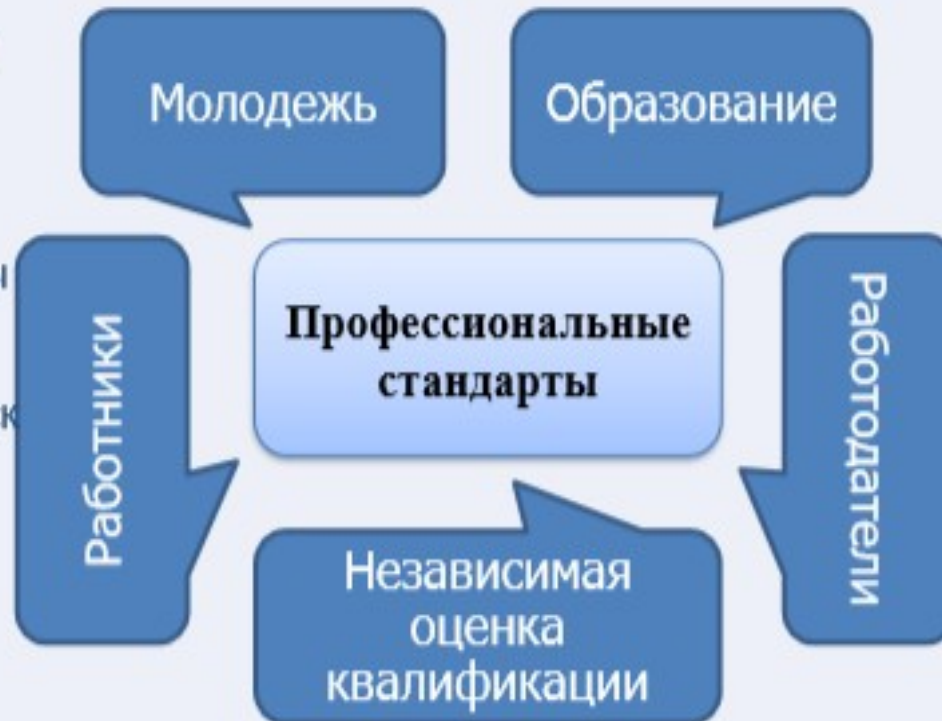 Молодежь
Образование
Работники
Профессиональные
стандарты
Работодатели
Независимая
оценка
квалификации